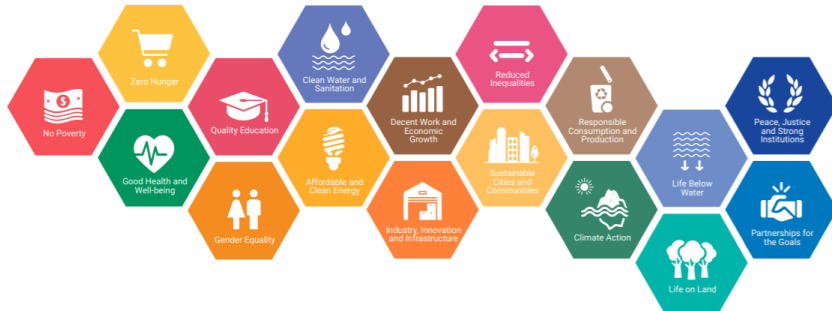 No Poverty
Zero Hunger
Good Health and
Well-being
Quality Education
Gender Equality
Clean Water and
Sanitation
Affordable and
Clean Energy
Decent Work and
Economic
Growth
Industry, Innovation
and Infrastructure
Reduced
Inequalities
Sustainable
Cities and
Communities
Responsible
Consumption and
Production
Climate Action
Life Below
Water
Life on Land
Peace, Justice
and Strong
Institutions
Partnerships for
the Goals
$